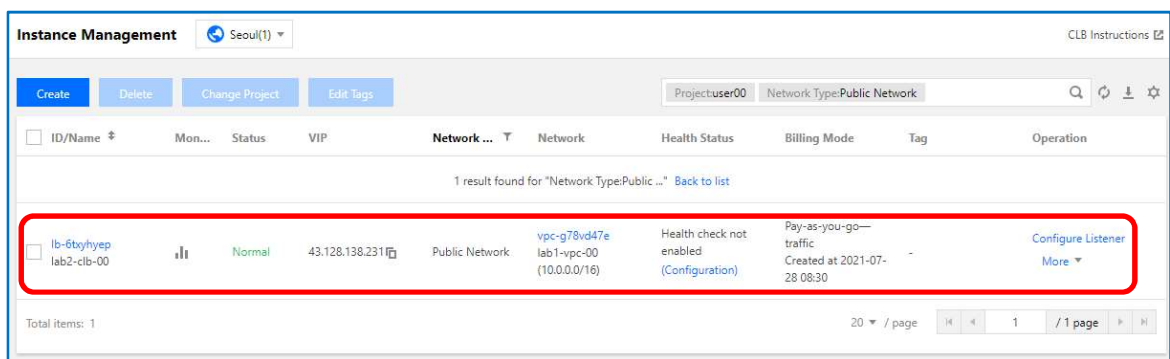 Instance Management Seoul(1) CLB Instructions
Create Delete Change Project Edit Tags Project:user00 Network Type:Public Network
ID/Name Mon... Status VIP Network ... Network Health Status Billing Mode Tag Operation
1 result found for "Network Type:Public ..." Back to list
lb-6txyhyep
lab2-clb-00
Normal
43.128.138.231
Public Network
vpc-g78vd47e
lab1-vpc-00
(10.0.0.0/16)
Health check not
enabled
(Configuration)
Pay-as-you-go—
traffic
Created at 2021-07-
28 08:30
-
Configure Listener
More
Total items: 1 20 / page 1 / 1 page